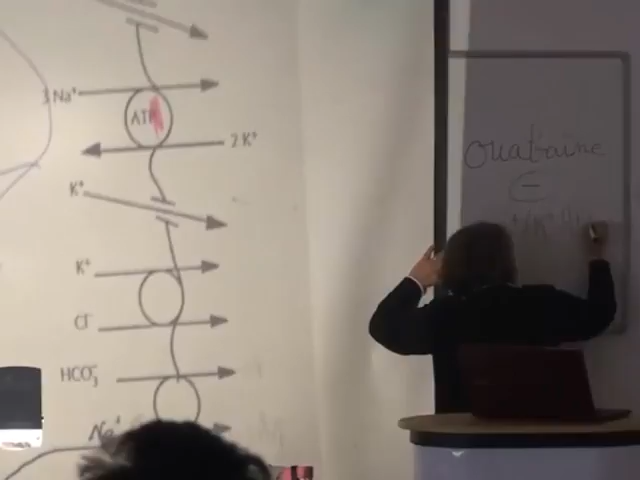 3 Na⁺
ATP
2 K⁺
K⁺
K⁺
Cl⁻
HCO₃⁻
Na⁺
Ouabaine
⊖